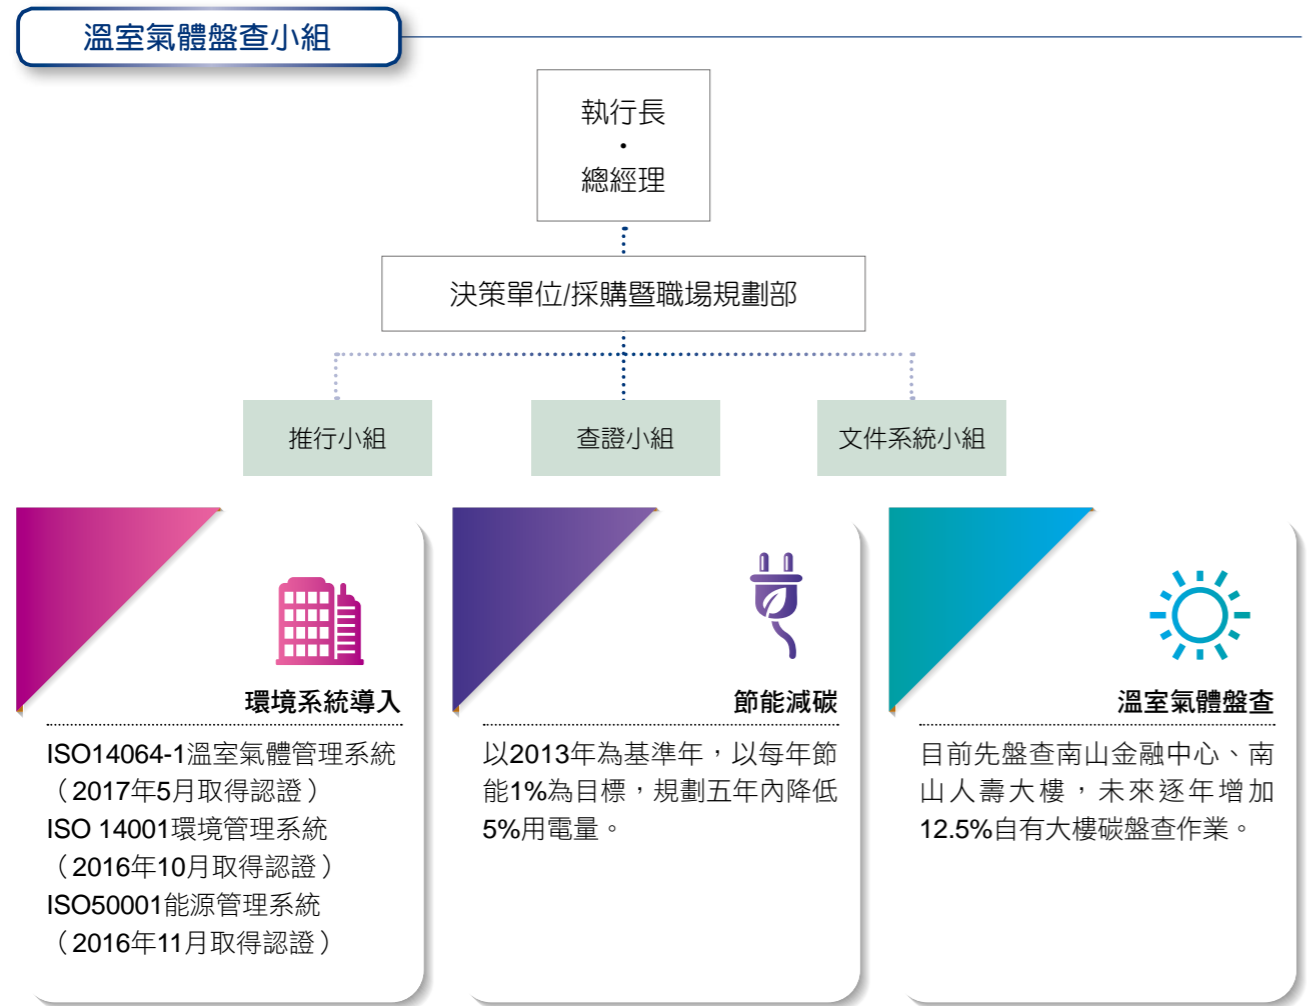 溫室氣體盤查小組
執行長
・
總經理
決策單位/採購暨職場規劃部
推行小組
查證小組
文件系統小組
環境系統導入
ISO14064-1溫室氣體管理系統
（2017年5月取得認證）
ISO 14001環境管理系統
（2016年10月取得認證）
ISO50001能源管理系統
（2016年11月取得認證）
節能減碳
以2013年為基準年，以每年節
能1%為目標，規劃五年內降低
5%用電量。
溫室氣體盤查
目前先盤查南山金融中心、南
山人壽大樓，未來逐年增加
12.5%自有大樓碳盤查作業。